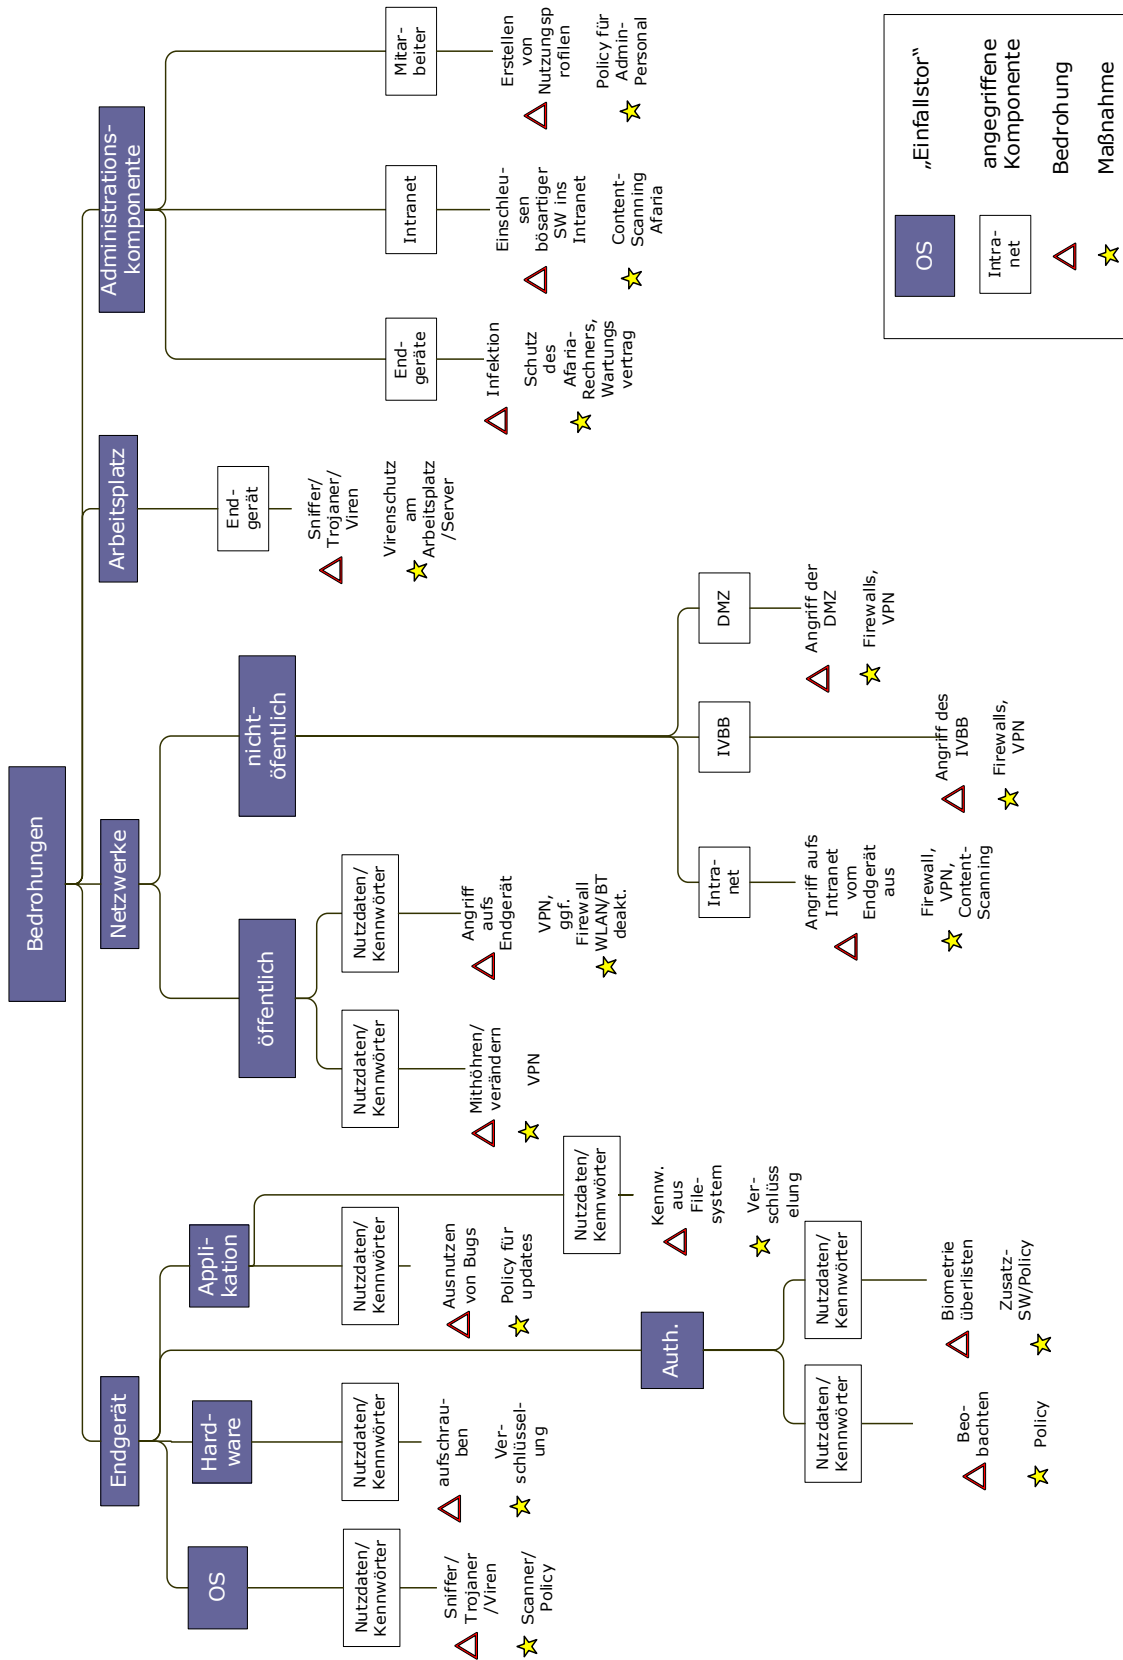 Bedrohungen
Endgerät
Netzwerke
Arbeitsplatz
Administrations-
komponente
OS
Hard-
ware
Appli-
kation
öffentlich
nicht-
öfentlich
End-
gerät
End-
geräte
Intranet
Mitar-
beiter
Nutzdaten/
Kennwörter
Sniffer/
Trojaner
/Viren
Scanner/
Policy
Nutzdaten/
Kennwörter
aufschrau-
ben
Ver-
schlüssel-
ung
Nutzdaten/
Kennwörter
Ausnutzen
von Bugs
Policy für
updates
Nutzdaten/
Kennwörter
Kennw.
aus
File-
system
Ver-
schlüss
elung
Auth.
Nutzdaten/
Kennwörter
Beo-
bachten
Policy
Nutzdaten/
Kennwörter
Biometrie
überlisten
Zusatz-
SW/Policy
Nutzdaten/
Kennwörter
Mithöhren/
verändern
VPN
Nutzdaten/
Kennwörter
Angriff
aufs
Endgerät
VPN,
ggf.
Firewall
WLAN/BT
deakt.
Intra-
net
Angriff aufs
Intranet
vom
Endgerät
aus
Firewall,
VPN,
Content-
Scanning
IVBB
Angriff des
IVBB
Firewalls,
VPN
DMZ
Angriff der
DMZ
Firewalls,
VPN
Sniffer/
Trojaner/
Viren
Virenschutz
am
Arbeitsplatz
/Server
Infektion
Schutz
des
Afaria-
Rechners,
Wartungs
vertrag
Einschleu-
sen
bösartiger
SW ins
Intranet
Content-
Scanning
Afaria
Erstellen
von
Nutzungsp
rofilen
Policy für
Admin-
Personal
OS
„Einfallstor“
Intra-
net
angegriffene
Komponente
Bedrohung
Maßnahme